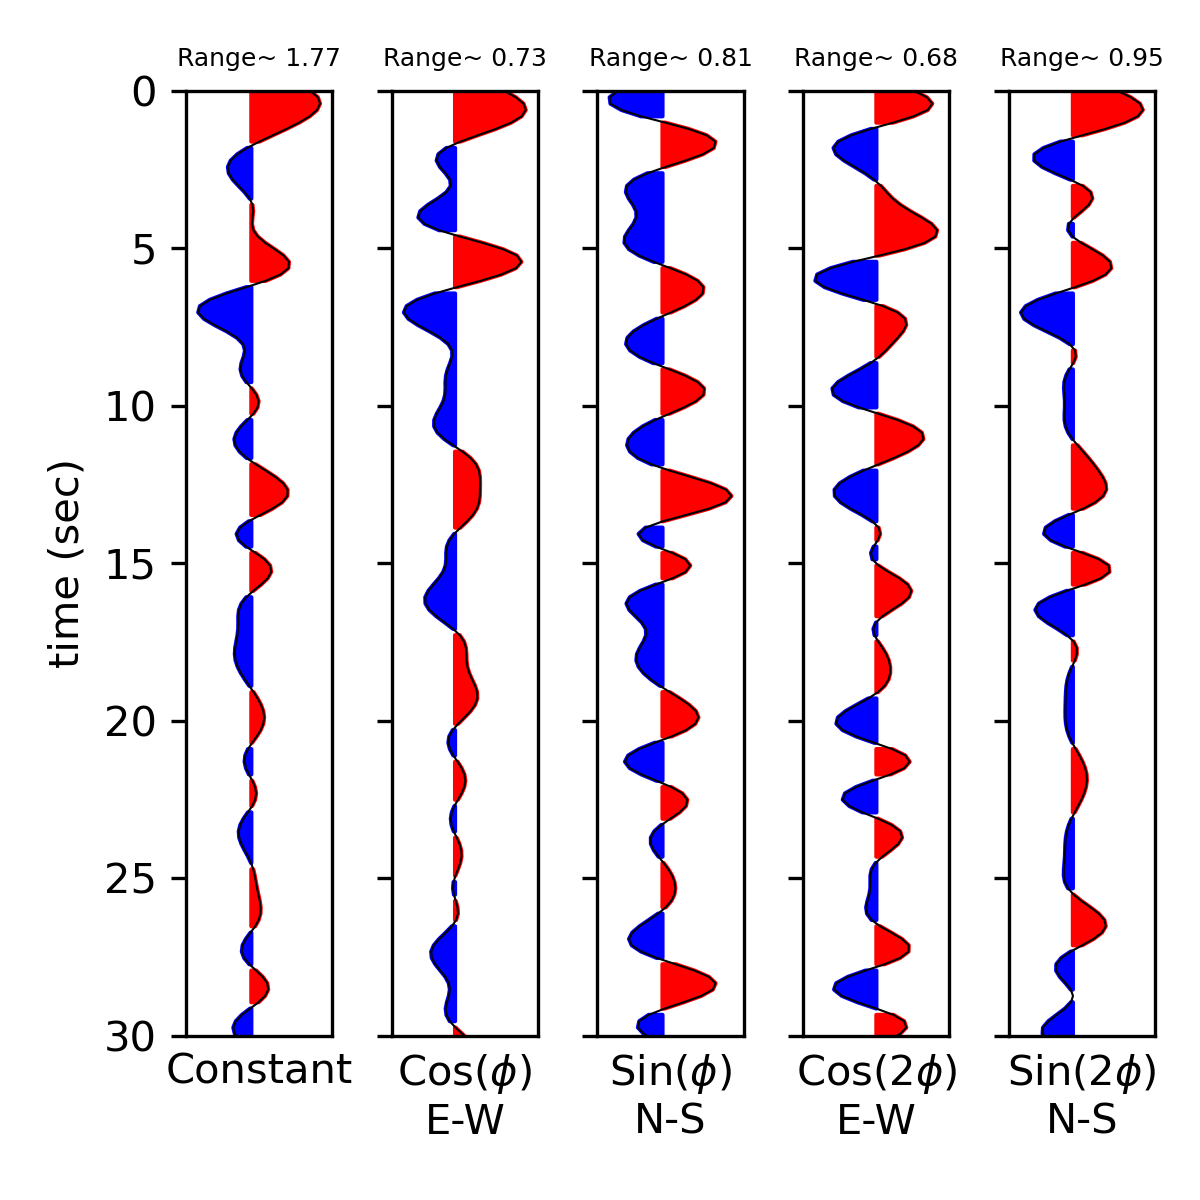 Range~ 1.77
Range~ 0.73
Range~ 0.81
Range~ 0.68
Range~ 0.95
0
5
10
15
20
25
30
time (sec)
Constant
Cos(ϕ)
E-W
Sin(ϕ)
N-S
Cos(2ϕ)
E-W
Sin(2ϕ)
N-S